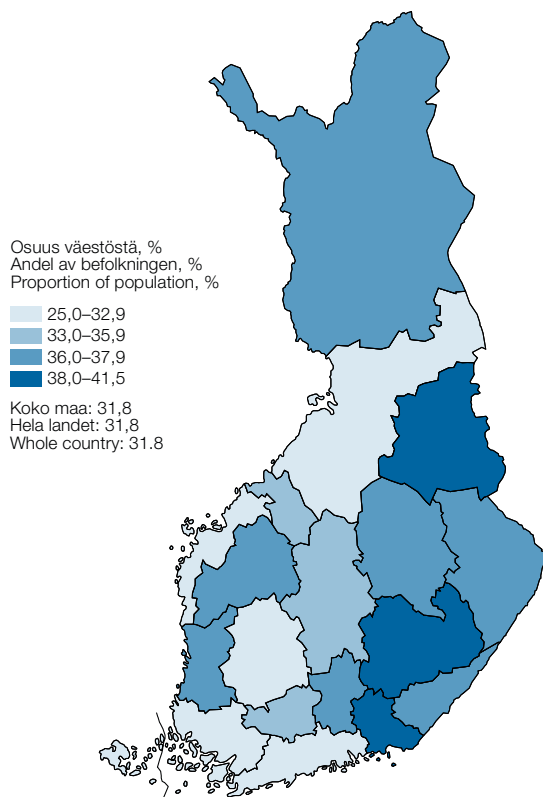 Osuus väestöstä, %
Andel av befolkningen, %
Proportion of population, %
25,0–32,9
33,0–35,9
36,0–37,9
38,0–41,5
Koko maa: 31,8
Hela landet: 31,8
Whole country: 31.8